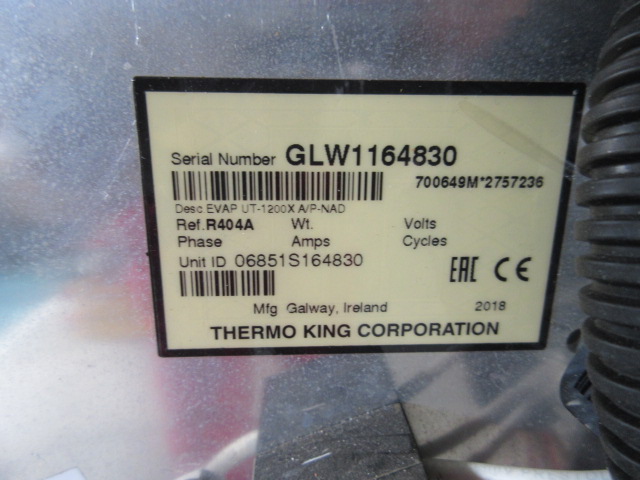 Serial Number GLW1164830
700649M*2757236
Desc EVAP UT-1200X A/P-NAD
Ref.R404A Wt. Volts
Phase Amps Cycles
Unit ID 06851S164830
EAC CE
Mfg Galway, Ireland 2018
THERMO KING CORPORATION